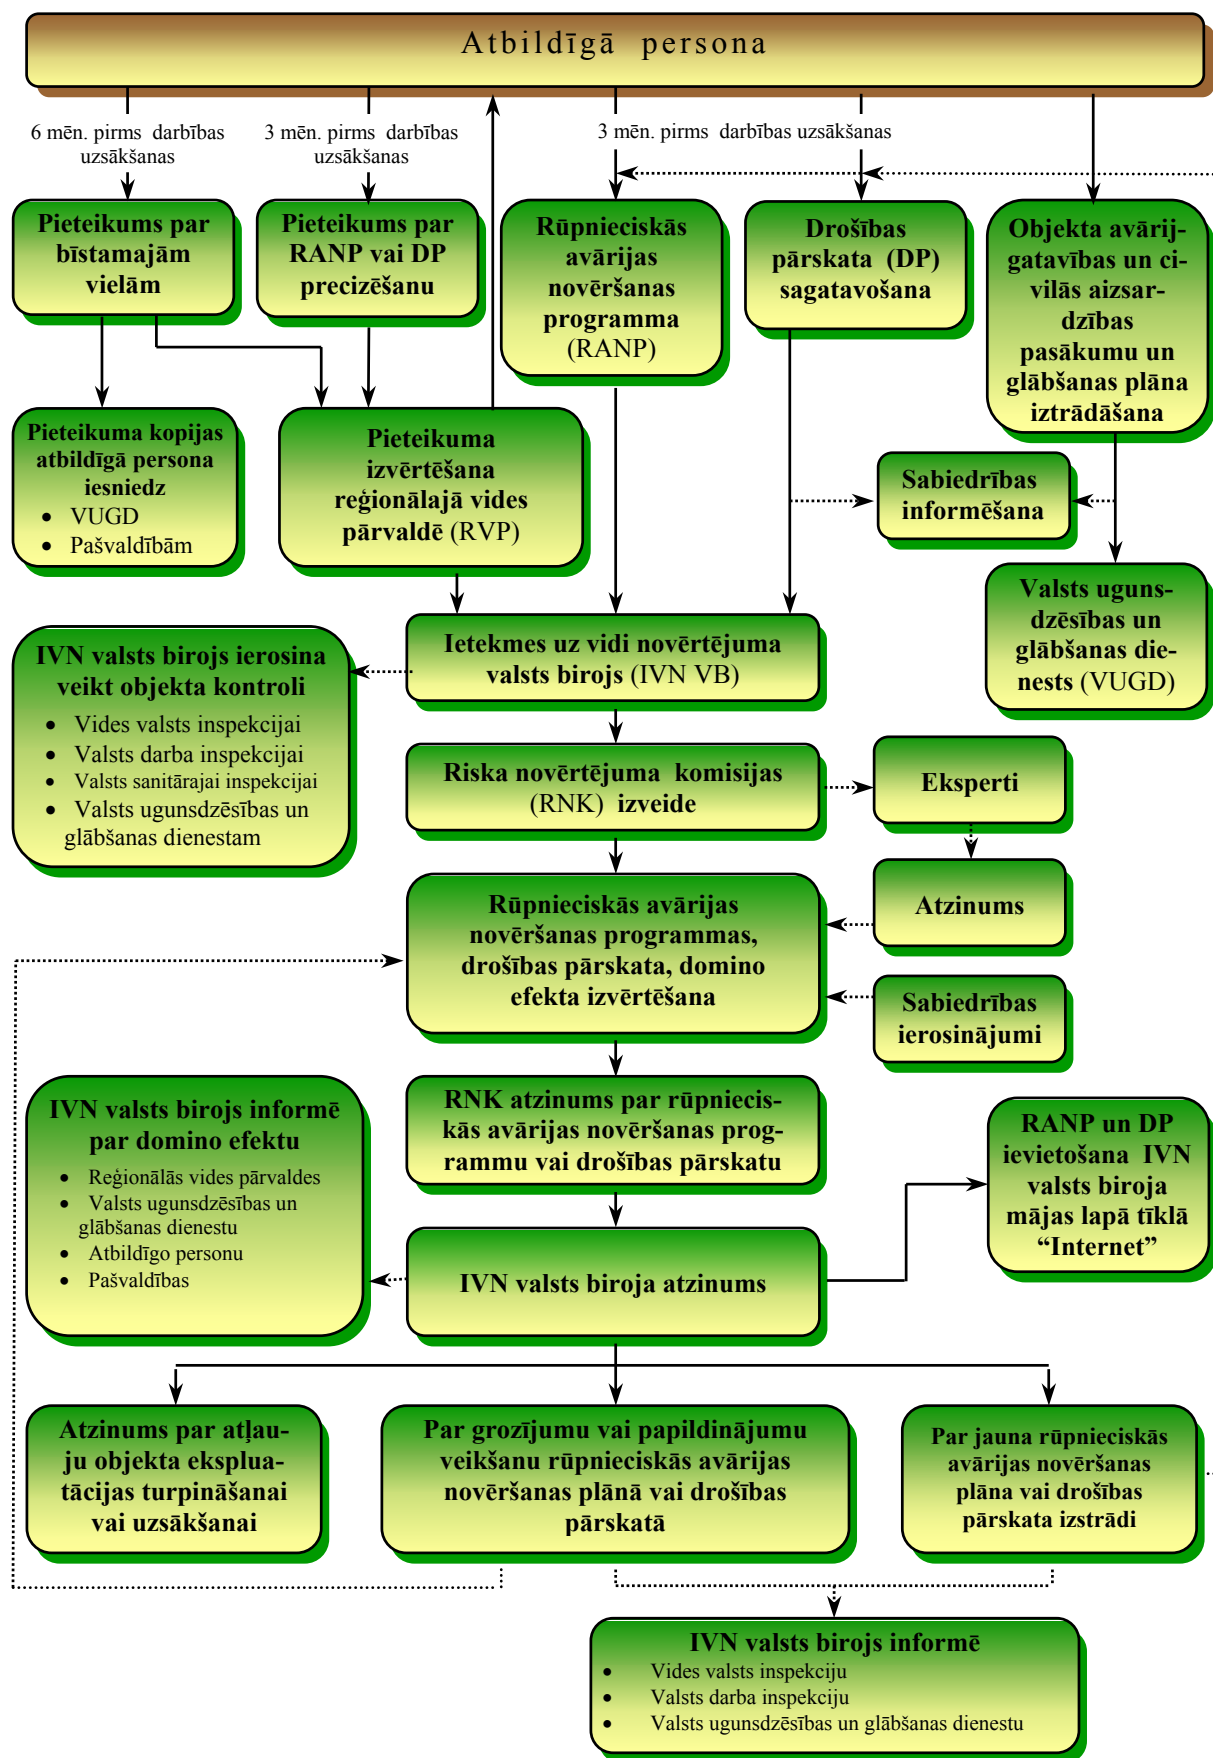 Atbildīgā persona
6 mēn. pirms darbības
uzsākšanas
3 mēn. pirms darbības
uzsākšanas
3 mēn. pirms darbības uzsākšanas
Pieteikums par
bīstamajām
vielām
Pieteikums par
RANP vai DP
precizēšanu
Rūpnieciskās
avārijas
novēršanas
programma
(RANP)
Drošības
pārskata (DP)
sagatavošana
Objekta avārij-
gatavības un ci-
vilās aizsar-
dzības
pasākumu un
glābšanas plāna
iztrādāšana
Pieteikuma kopijas
atbildīgā persona
iesniedz
• VUGD
• Pašvaldībām
Pieteikuma
izvērtēšana
reģionālajā vides
pārvaldē (RVP)
Sabiedrības
informēšana
Valsts uguns-
dzēsības un
glābšanas die-
nests (VUGD)
IVN valsts birojs ierosina
veikt objekta kontroli
• Vides valsts inspekcijai
• Valsts darba inspekcijai
• Valsts sanitārajai inspekcijai
• Valsts ugunsdzēsības un
glābšanas dienestam
Ietekmes uz vidi novērtējuma
valsts birojs (IVN VB)
Riska novērtējuma komisijas
(RNK) izveide
Eksperti
Atzinums
Rūpnieciskās avārijas
novēršanas programmas,
drošības pārskata, domino
efekta izvērtēšana
Sabiedrības
ierosinājumi
IVN valsts birojs informē
par domino efektu
• Reģionālās vides pārvaldes
• Valsts ugunsdzēsības un
glābšanas dienestu
• Atbildīgo personu
• Pašvaldības
RNK atzinums par rūpniecis-
kās avārijas novēršanas prog-
rammu vai drošības pārskatu
RANP un DP
ievietošana IVN
valsts biroja
mājas lapā tīklā
“Internet”
IVN valsts biroja atzinums
Atzinums par atļau-
ju objekta eksplua-
tācijas turpināšanai
vai uzsākšanai
Par grozījumu vai papildinājumu
veikšanu rūpnieciskās avārijas
novēršanas plānā vai drošības
pārskatā
Par jauna rūpnieciskās
avārijas novēršanas
plāna vai drošības
pārskata izstrādi
IVN valsts birojs informē
• Vides valsts inspekciju
• Valsts darba inspekciju
• Valsts ugunsdzēsības un glābšanas dienestu